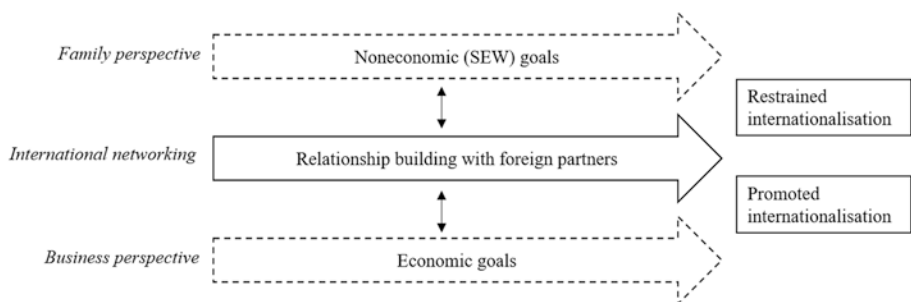 Family perspective
Noneconomic (SEW) goals
Restrained
internationalisation
International networking
Relationship building with foreign partners
Promoted
internationalisation
Business perspective
Economic goals